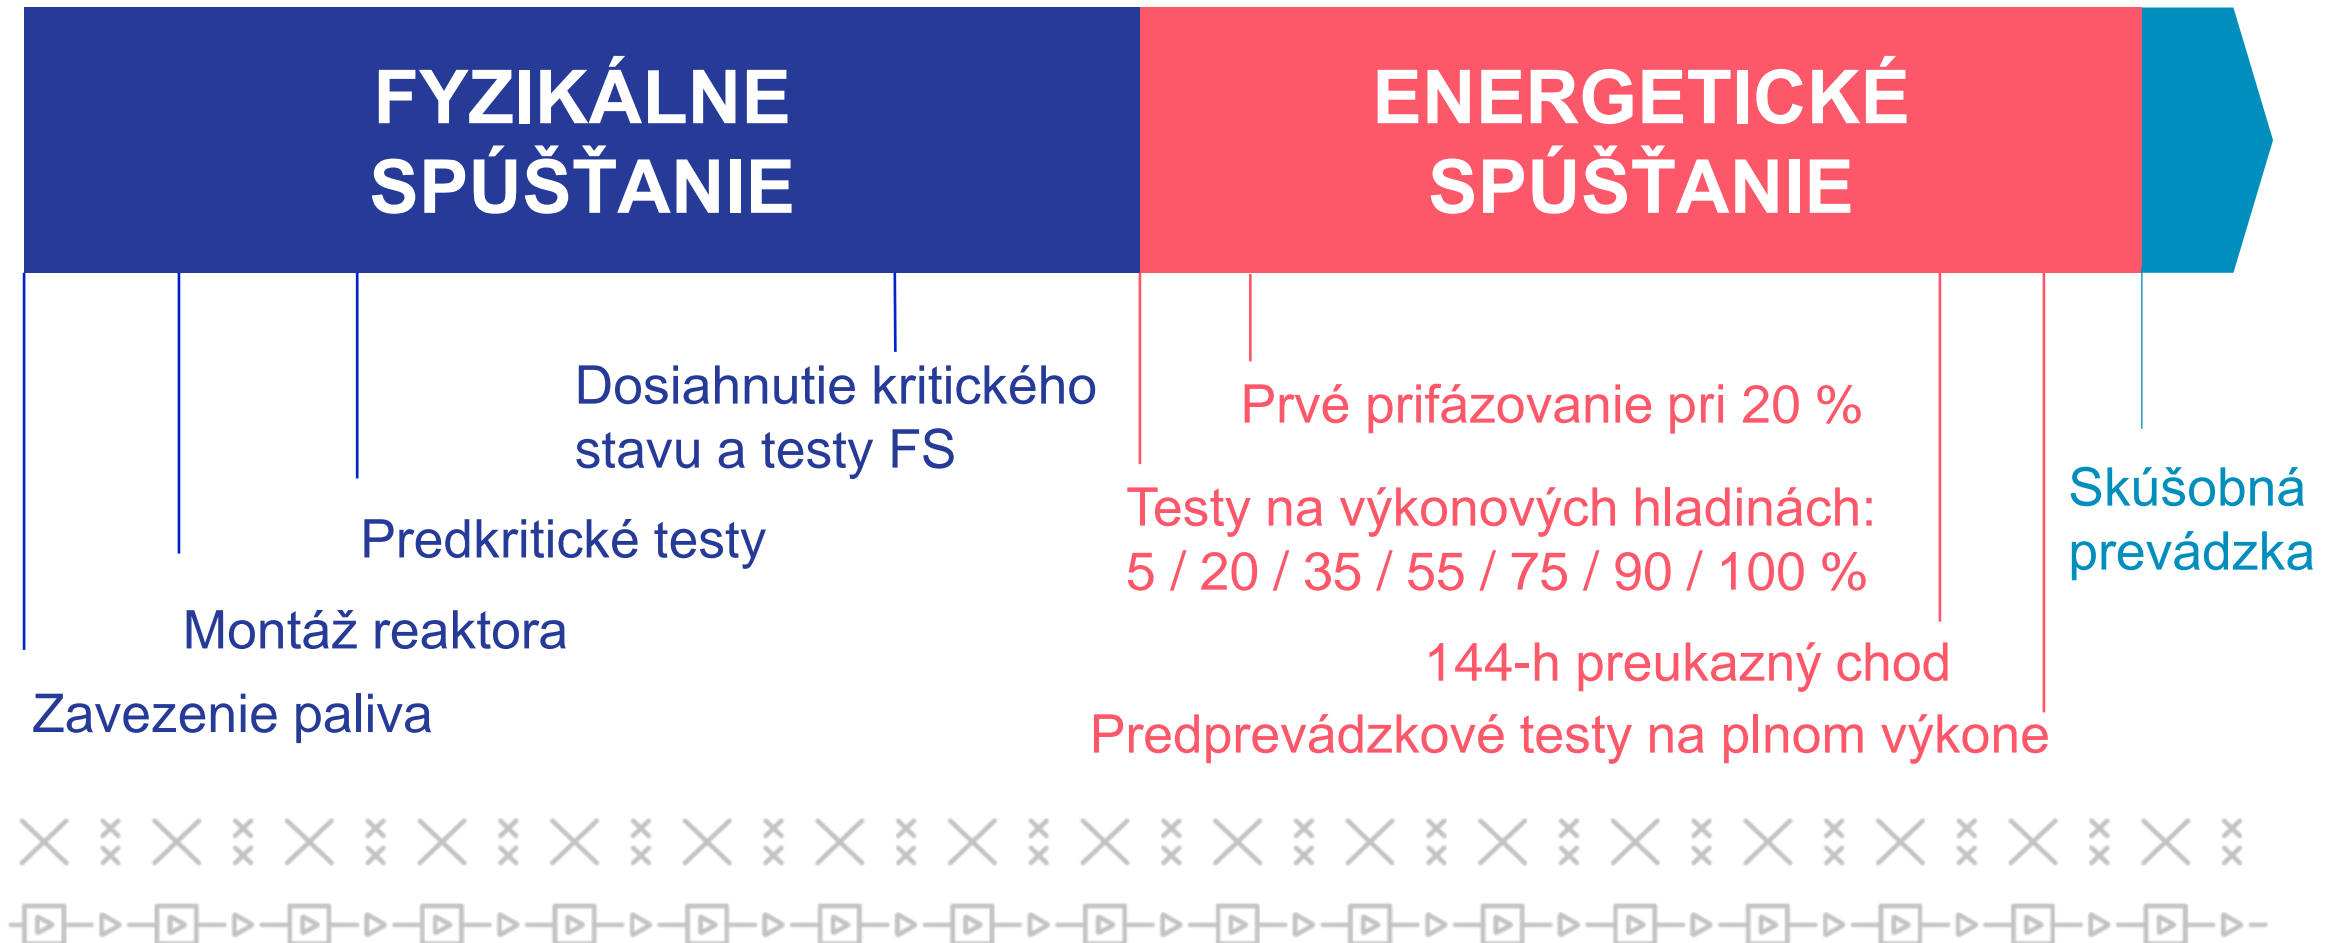 FYZIKÁLNE
SPÚŠŤANIE
ENERGETICKÉ
SPÚŠŤANIE
Dosiahnutie kritického
stavu a testy FS
Predkritické testy
Montáž reaktora
Zavezenie paliva
Prvé prifázovanie pri 20 %
Testy na výkonových hladinách:
5 / 20 / 35 / 55 / 75 / 90 / 100 %
144-h preukazný chod
Predprevádzkové testy na plnom výkone
Skúšobná
prevádzka